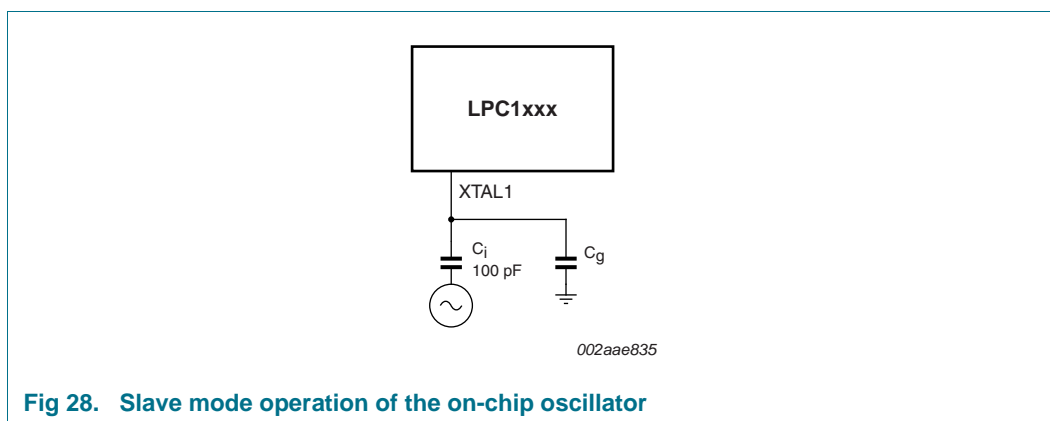 LPC1xxx
XTAL1
Ci
100 pF
Cg
002aae835
Fig 28. Slave mode operation of the on-chip oscillator